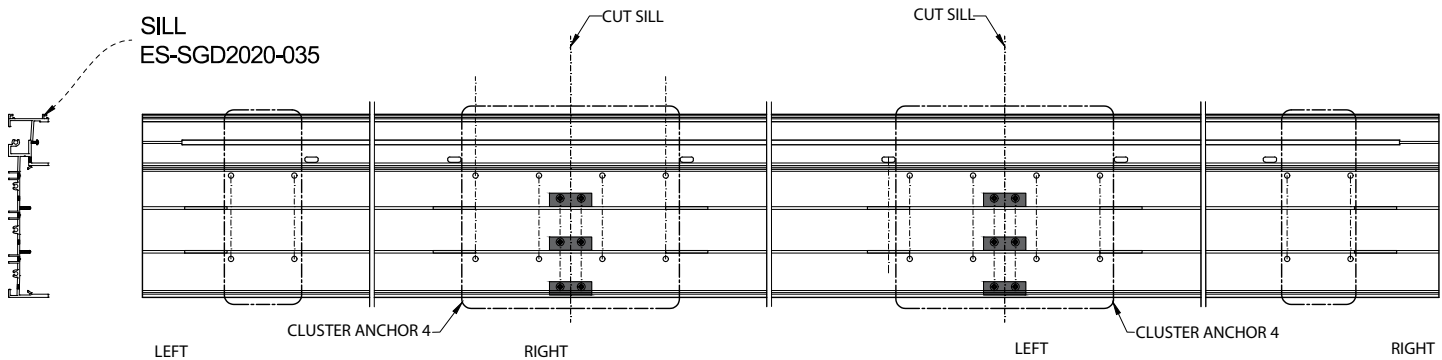 CUT SILL
CUT SILL
SILL
ES-SGD2020-035
CLUSTER ANCHOR 4
CLUSTER ANCHOR 4
LEFT
RIGHT
LEFT
RIGHT